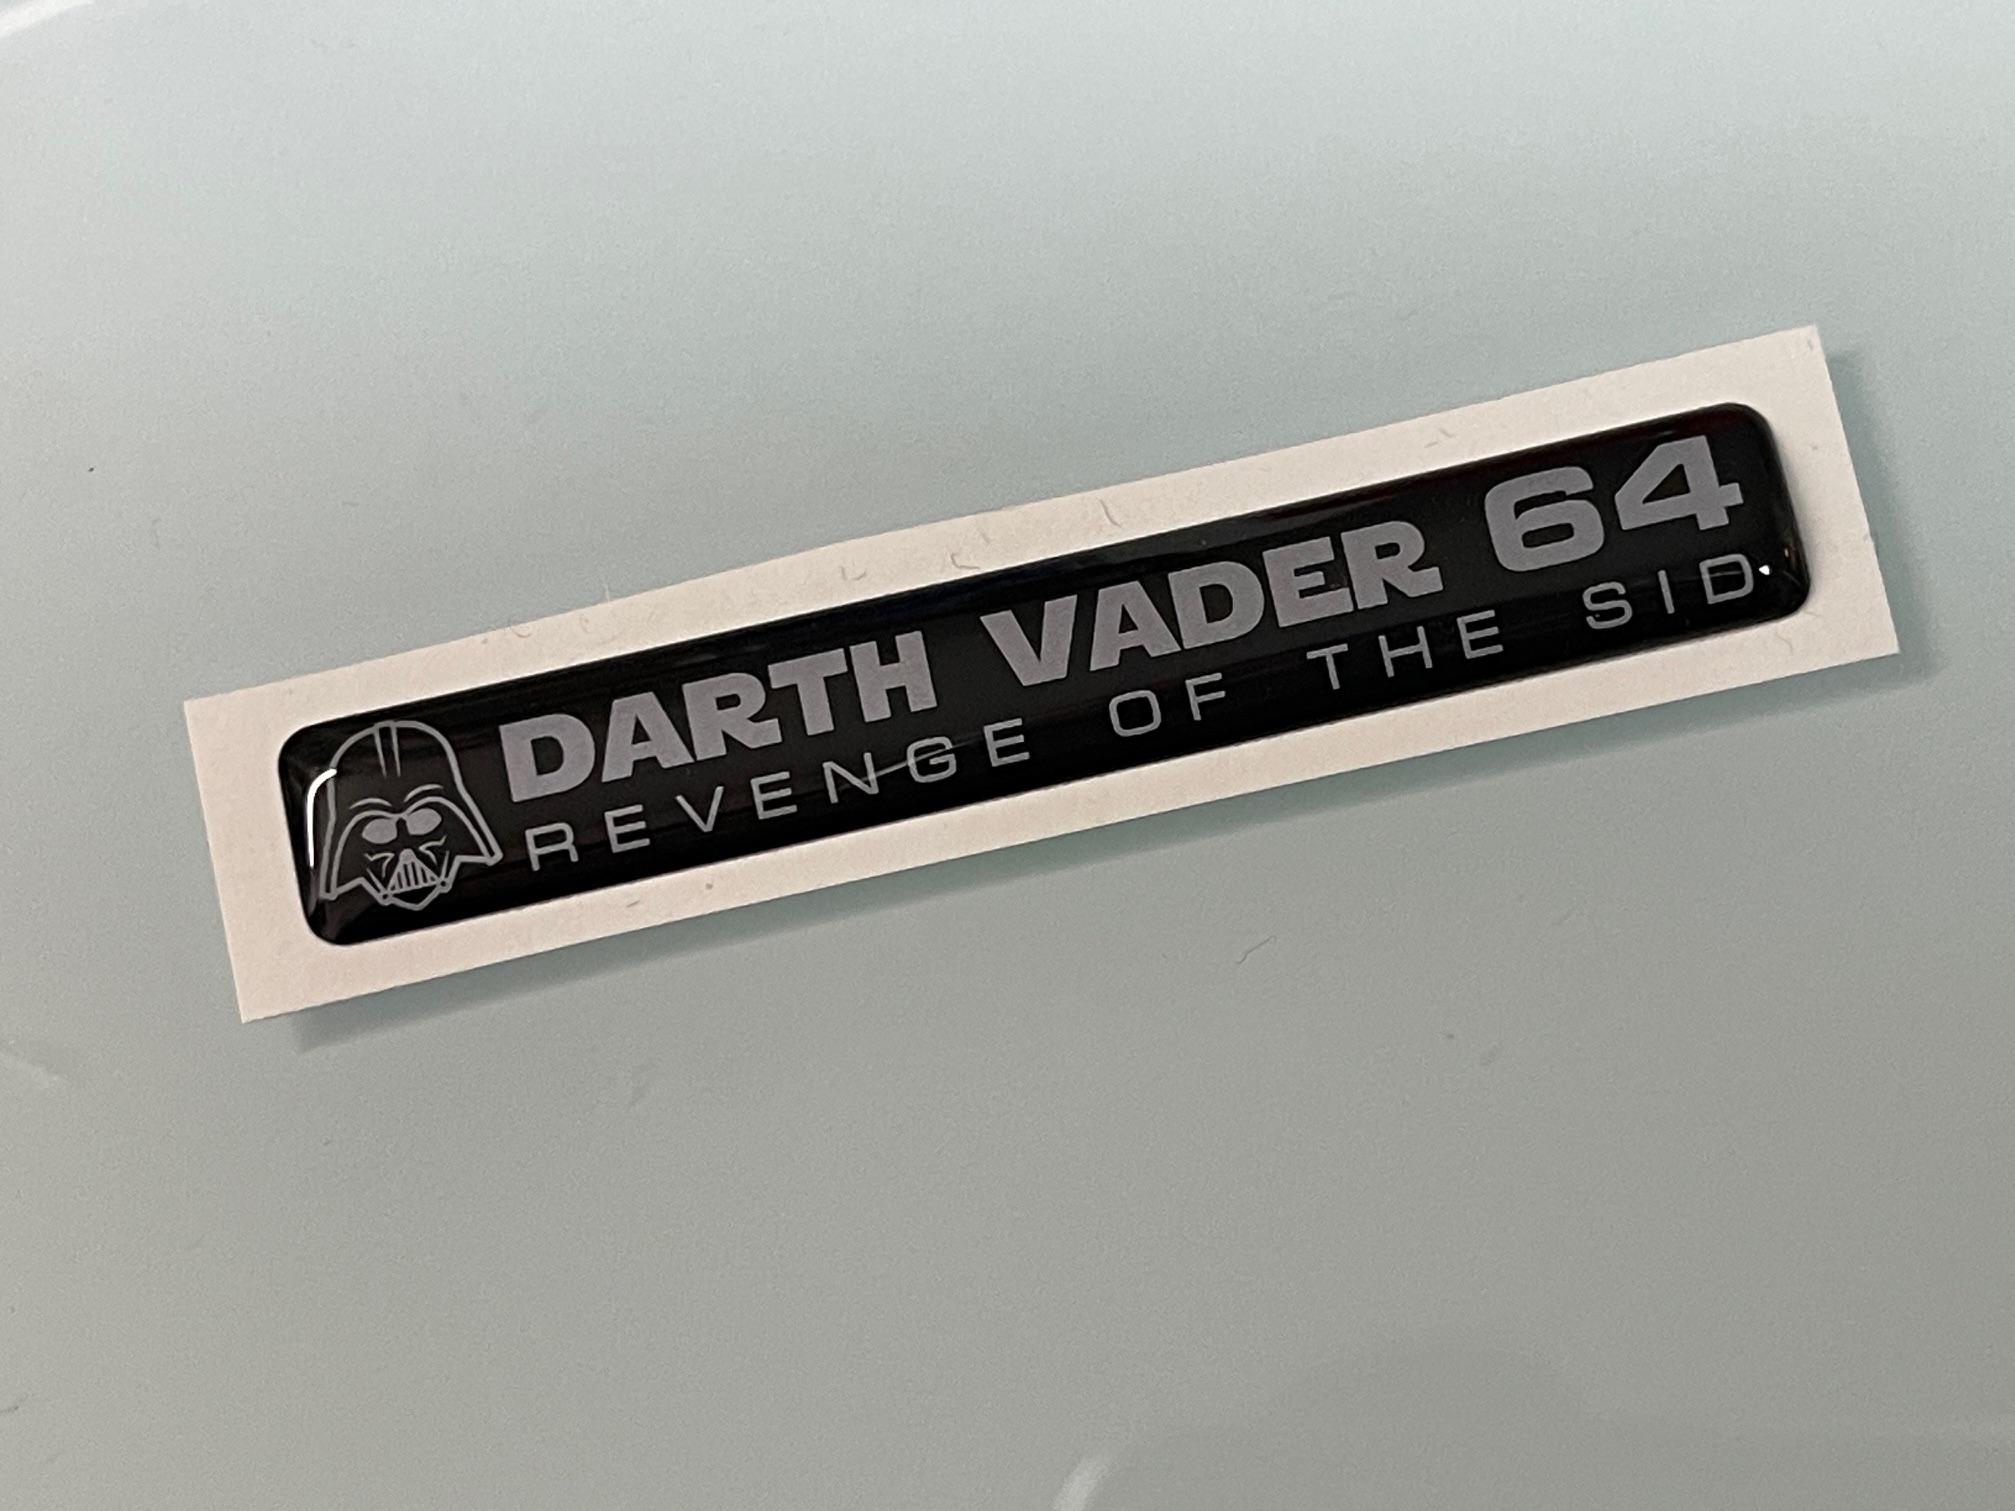 DARTH VADER 64
REVENGE OF THE SID